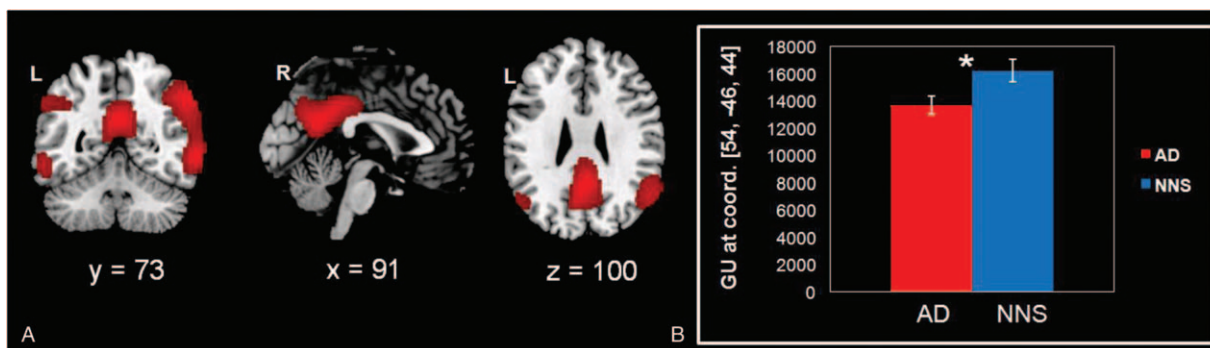 L
R
L
y = 73
x = 91
z = 100
A
B
GU at coord. [54, -46, 44]
18000
16000
14000
12000
10000
8000
6000
4000
2000
0
*
AD
NNS
AD
NNS